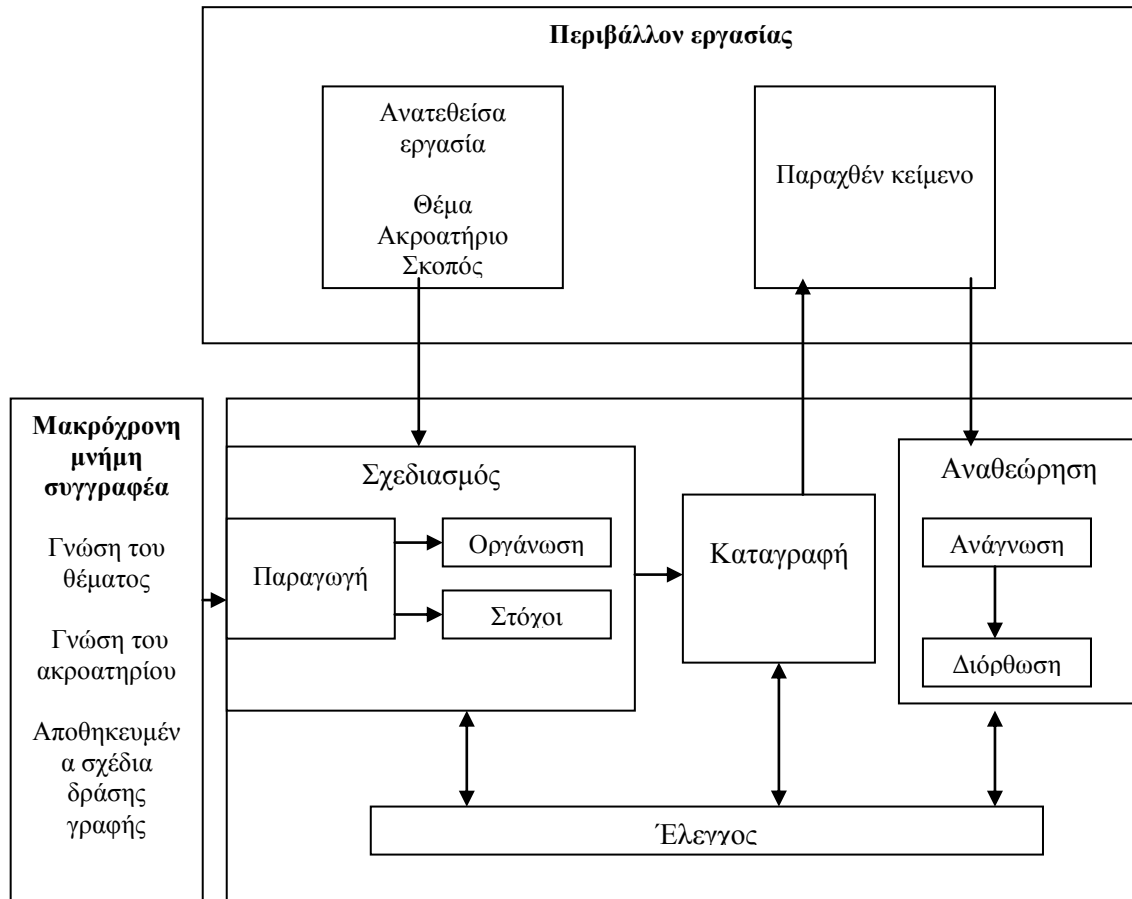 Περιβάλλον εργασίας
Ανατεθείσα
εργασία
Θέμα
Ακροατήριο
Σκοπός
Παραχθέν κείμενο
Μακρόχρονη
μνήμη
συγγραφέα
Γνώση του
θέματος
Γνώση του
ακροατηρίου
Αποθηκευμέν
α σχέδια
δράσης
γραφής
Σχεδιασμός
Παραγωγή
Οργάνωση
Στόχοι
Καταγραφή
Αναθεώρηση
Ανάγνωση
Διόρθωση
Έλεγχος